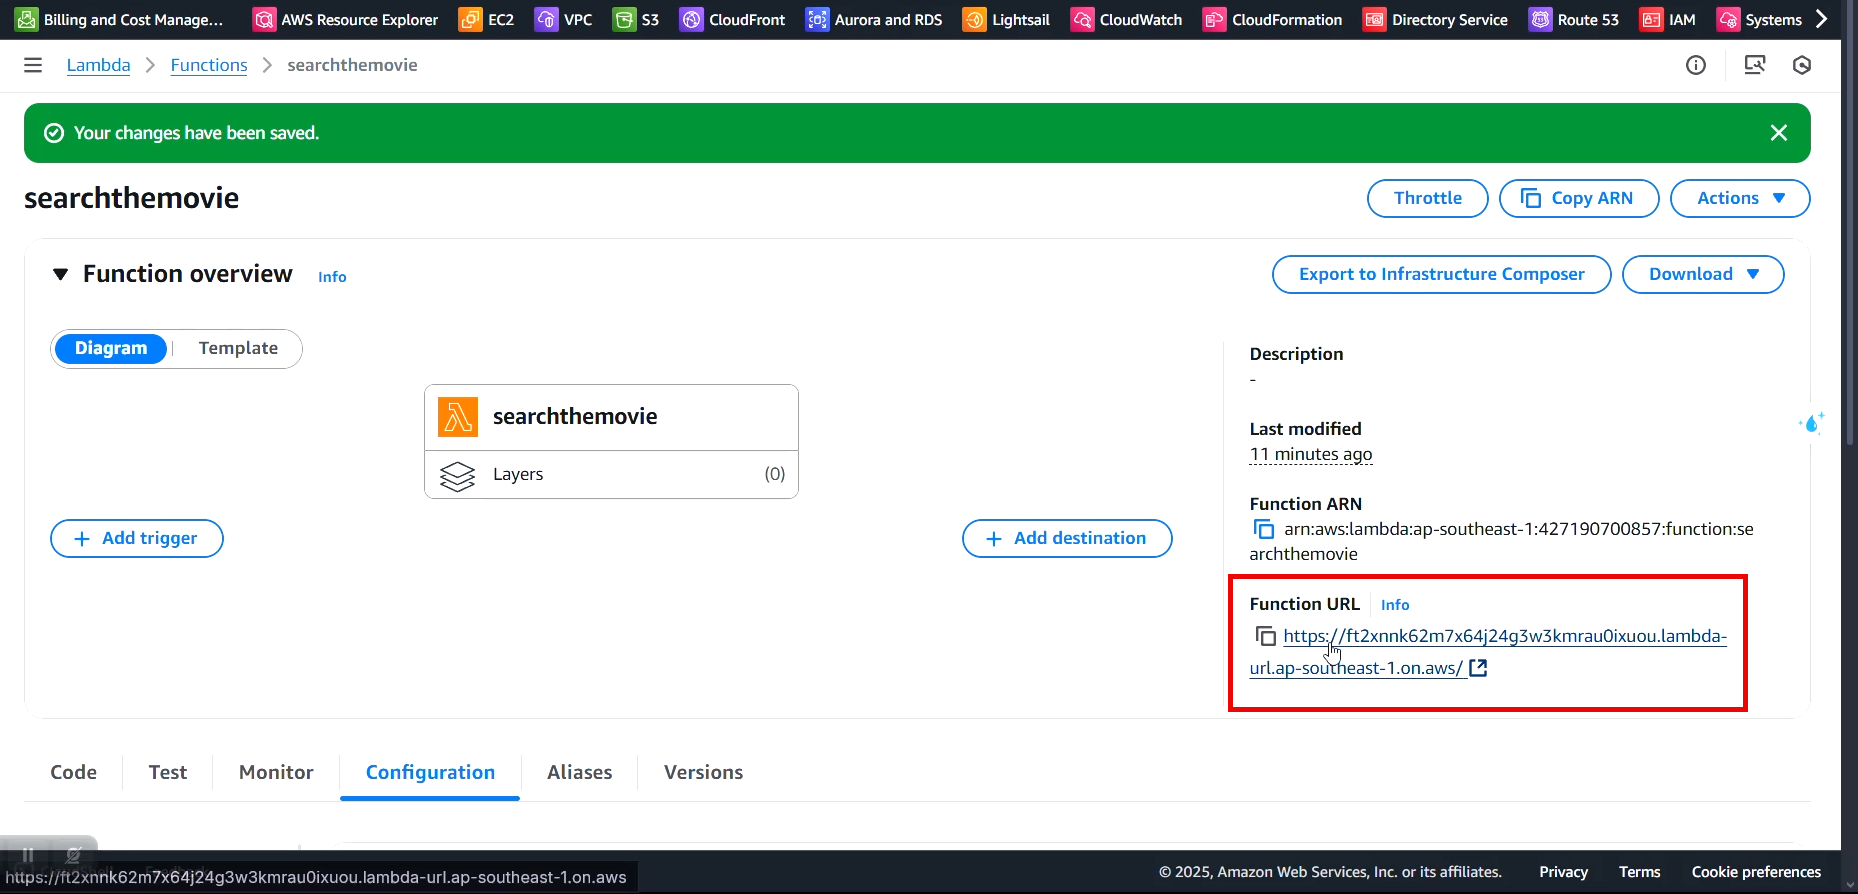 Billing and Cost Manage...
AWS Resource Explorer
EC2
VPC
S3
CloudFront
Aurora and RDS
Lightsail
CloudWatch
CloudFormation
Directory Service
Route 53
IAM
Systems
Lambda
Functions
searchthemovie
Your changes have been saved.
searchthemovie
Throttle
Copy ARN
Actions
Function overview
Info
Export to Infrastructure Composer
Download
Diagram
Template
searchthemovie
Layers
(0)
Add trigger
Add destination
Description
-
Last modified
11 minutes ago
Function ARN
arn:aws:lambda:ap-southeast-1:427190700857:function:se
archthemovie
Function URL
Info
https://ft2xnnk62m7x64j24g3w3kmrau0ixuou.lambda-
url.ap-southeast-1.on.aws/
Code
Test
Monitor
Configuration
Aliases
Versions
https://ft2xnnk62m7x64j24g3w3kmrau0ixuou.lambda-url.ap-southeast-1.on.aws
© 2025, Amazon Web Services, Inc. or its affiliates.
Privacy
Terms
Cookie preferences